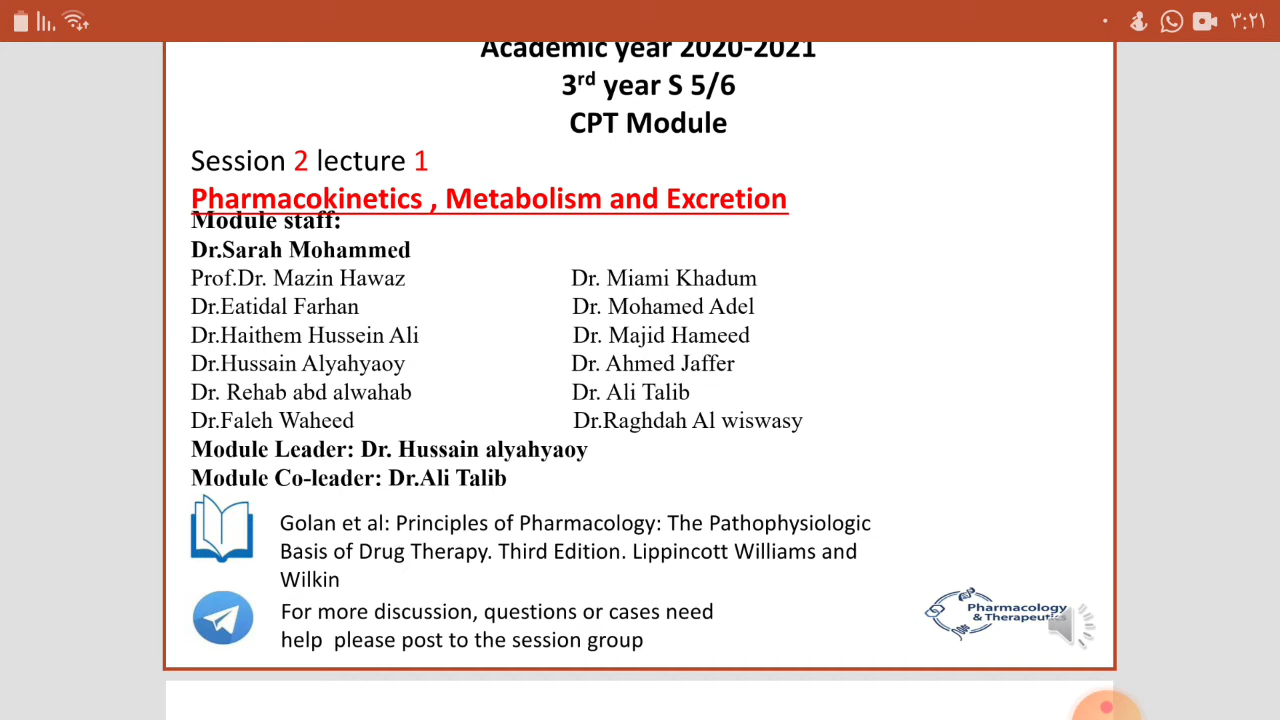 ٣:٢١
Academic year 2020-2021
3rd year S 5/6
CPT Module
Session 2 lecture 1
Pharmacokinetics , Metabolism and Excretion
Module staff:
Dr.Sarah Mohammed
Prof.Dr. Mazin Hawaz Dr. Miami Khadum
Dr.Eatidal Farhan Dr. Mohamed Adel
Dr.Haithem Hussein Ali Dr. Majid Hameed
Dr.Hussain Alyahyaoy Dr. Ahmed Jaffer
Dr. Rehab abd alwahab Dr. Ali Talib
Dr.Faleh Waheed Dr.Raghdah Al wiswasy
Module Leader: Dr. Hussain alyahyaoy
Module Co-leader: Dr.Ali Talib
Golan et al: Principles of Pharmacology: The Pathophysiologic
Basis of Drug Therapy. Third Edition. Lippincott Williams and
Wilkin
For more discussion, questions or cases need
help please post to the session group
Pharmacology
& Therapeutics